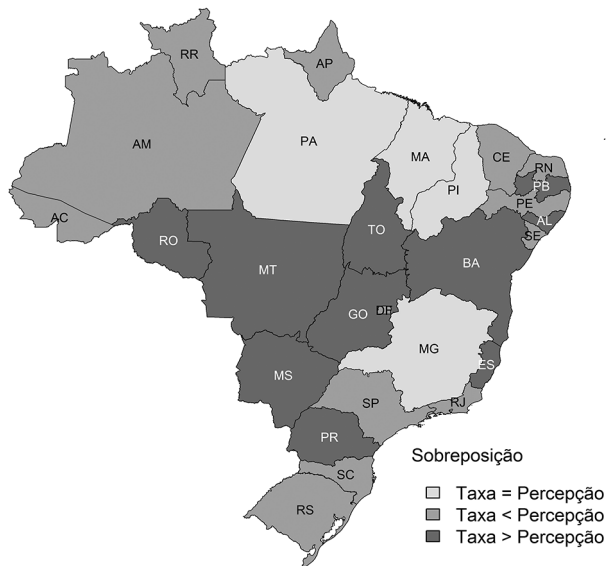 RR
AP
AM
PA
MA
CE
RN
PB
PI
PE
AL
SE
AC
RO
TO
BA
MT
GO
DF
MG
ES
MS
SP
RJ
PR
SC
RS
Sobreposição
Taxa = Percepção
Taxa < Percepção
Taxa > Percepção